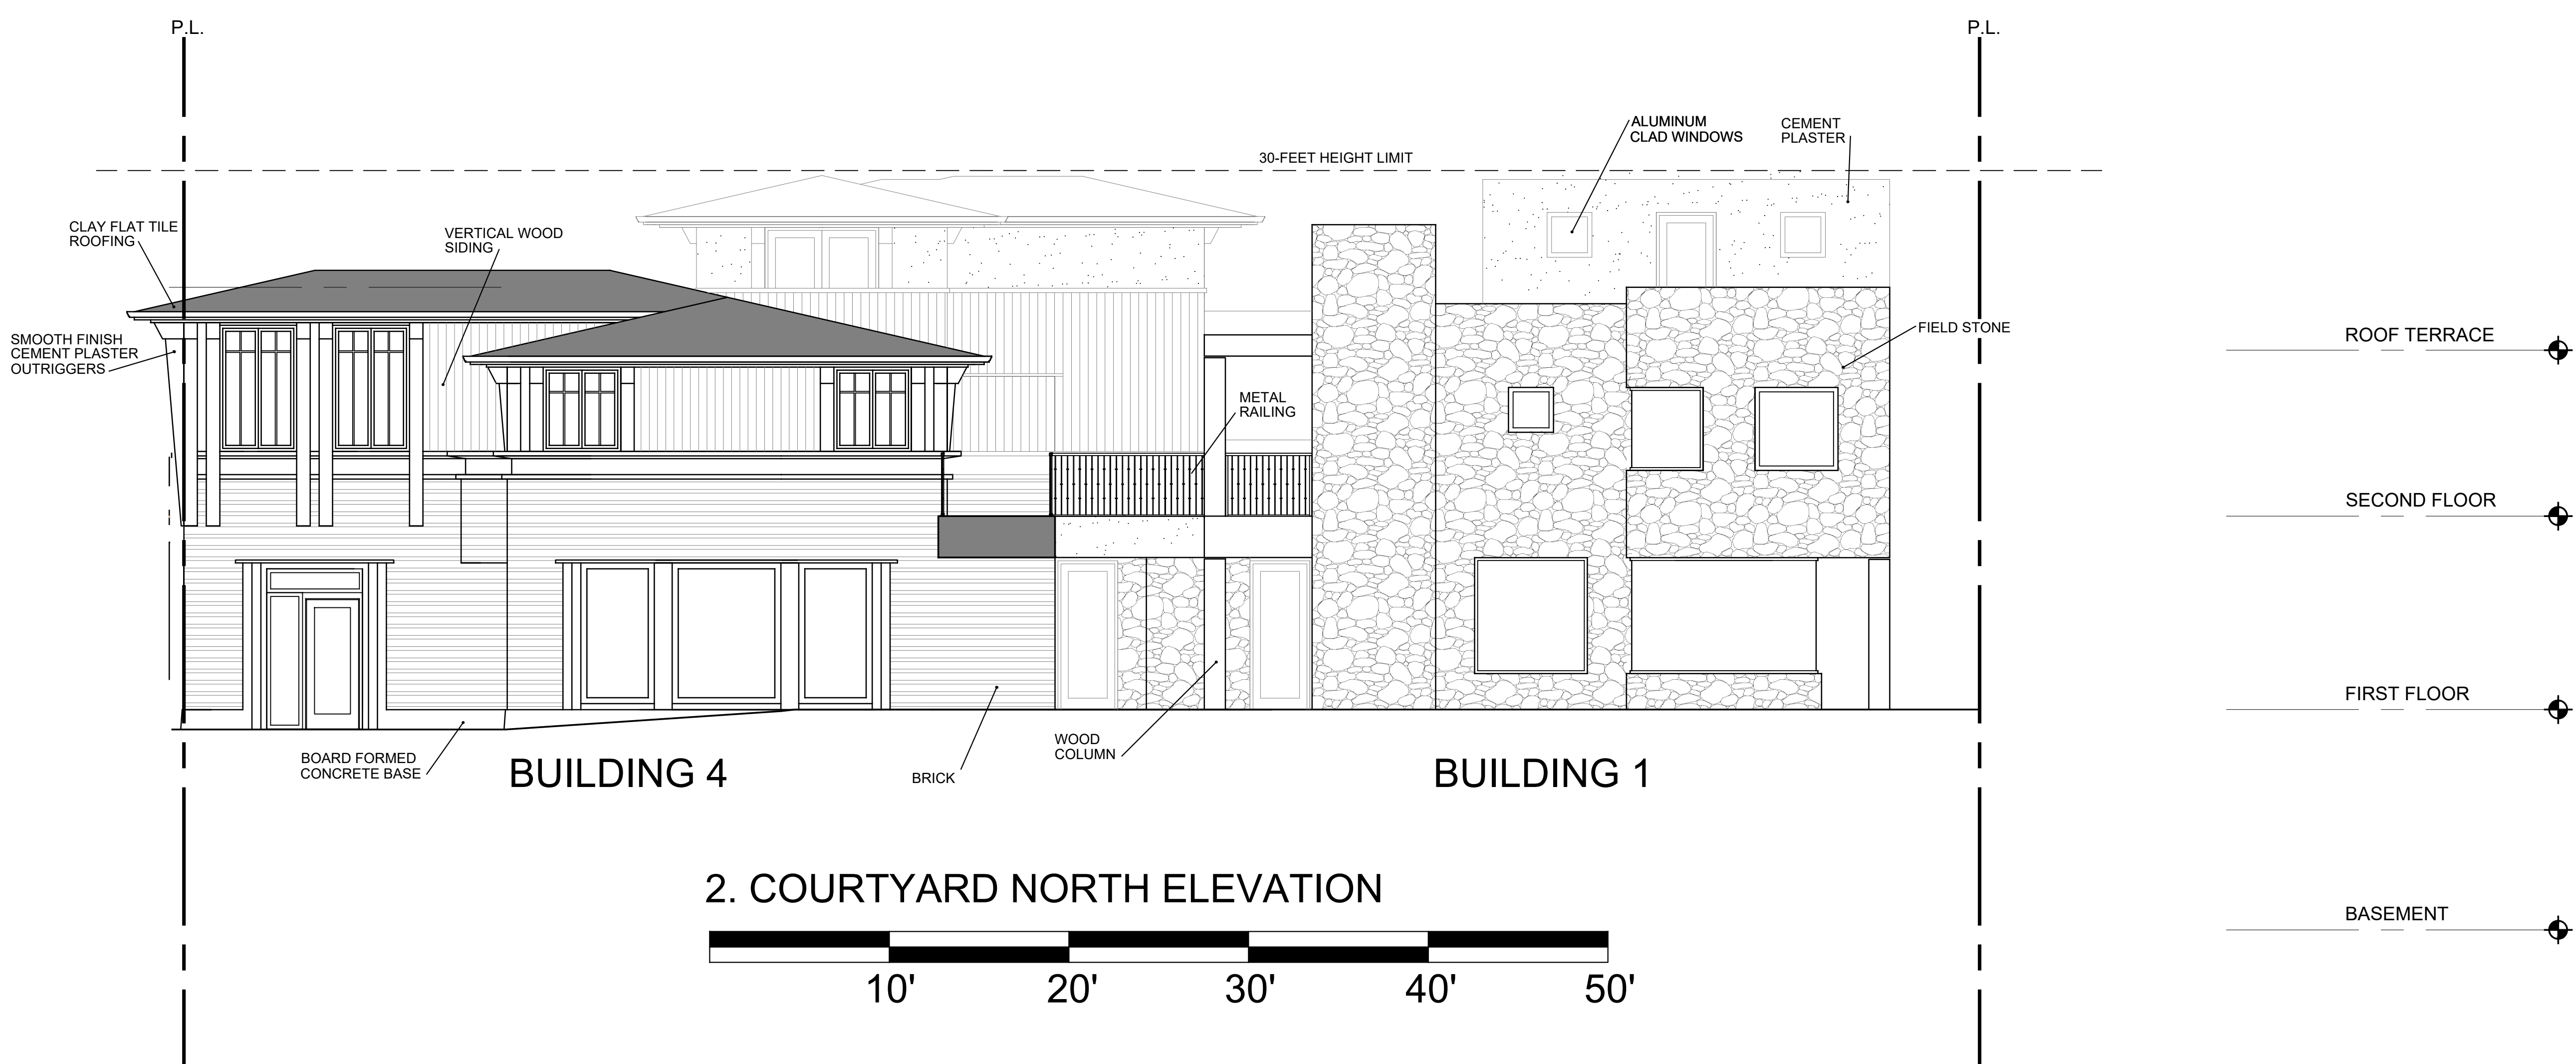 P.L.
P.L.
ALUMINUM
CLAD WINDOWS
CEMENT
PLASTER
30-FEET HEIGHT LIMIT
CLAY FLAT TILE
ROOFING
VERTICAL WOOD
SIDING
SMOOTH FINISH
CEMENT PLASTER
OUTRIGGERS
FIELD STONE
ROOF TERRACE
METAL
RAILING
SECOND FLOOR
FIRST FLOOR
BOARD FORMED
CONCRETE BASE
BUILDING 4
BRICK
WOOD
COLUMN
BUILDING 1
2. COURTYARD NORTH ELEVATION
BASEMENT
10' 20' 30' 40' 50'